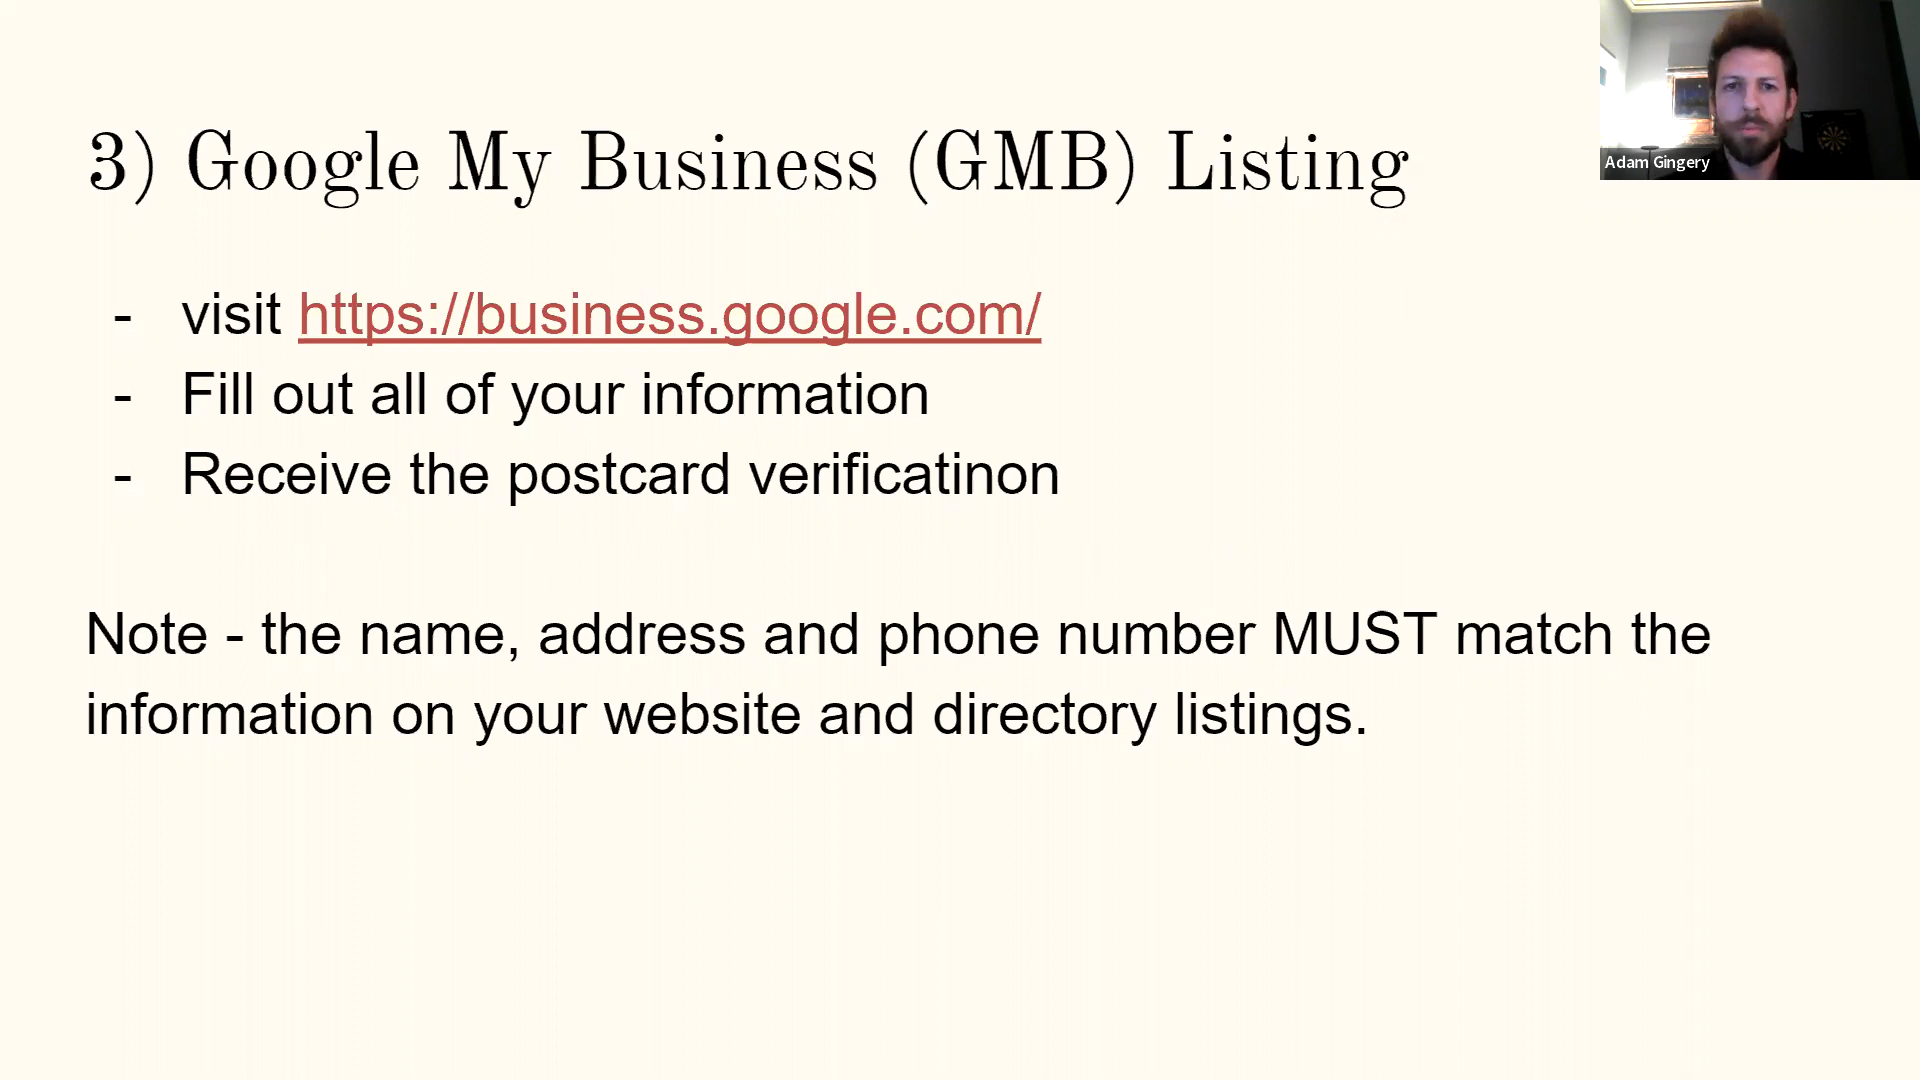 3) Google My Business (GMB) Listing
- visit https://business.google.com/
- Fill out all of your information
- Receive the postcard verificatinon
Note - the name, address and phone number MUST match the
information on your website and directory listings.
Adam Gingery